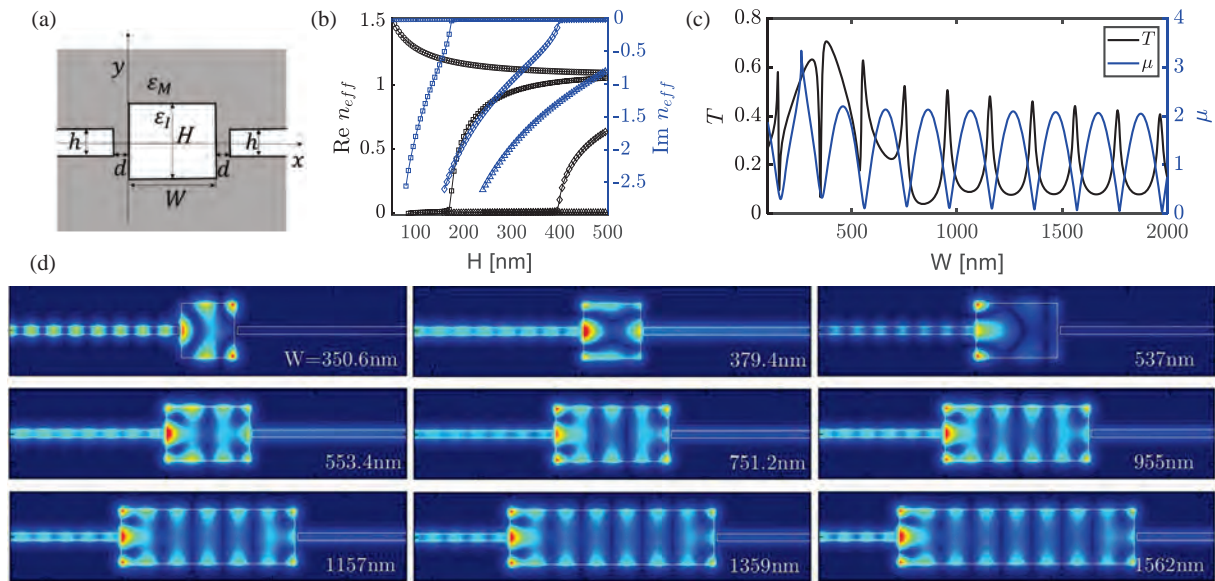 (a)
y
ε_M
ε_I
h
H
h
d
d
x
W
(b)
1.5
1
0.5
0
Re n_eff
0
-0.5
-1
-1.5
-2
-2.5
Im n_eff
100 200 300 400 500
H [nm]
(c)
0.8
0.6
0.4
0.2
0
T
T
μ
4
3
2
1
0
μ
500 1000 1500 2000
W [nm]
(d)
W=350.6nm
379.4nm
537nm
553.4nm
751.2nm
955nm
1157nm
1359nm
1562nm